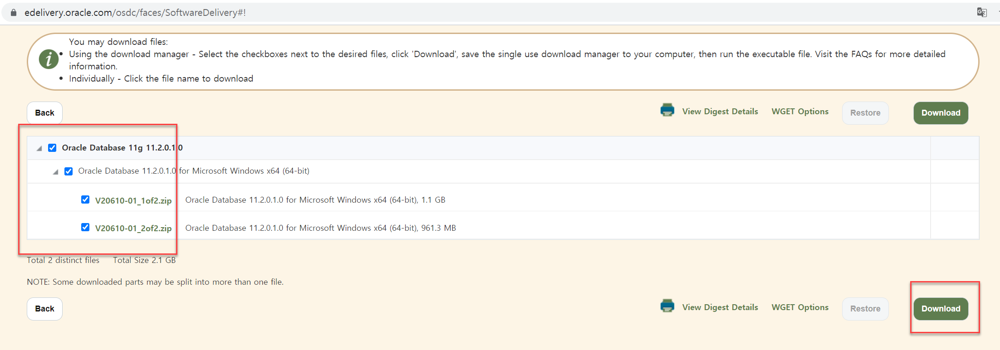 edelivery.oracle.com/osdc/faces/SoftwareDelivery#!
You may download files:
Using the download manager - Select the checkboxes next to the desired files, click 'Download', save the single use download manager to your computer, then run the executable file. Visit the FAQs for more detailed
information.
Individually - Click the file name to download
Back View Digest Details WGET Options Restore Download
Oracle Database 11g 11.2.0.1.0
Oracle Database 11.2.0.1.0 for Microsoft Windows x64 (64-bit)
V20610-01_1of2.zip Oracle Database 11.2.0.1.0 for Microsoft Windows x64 (64-bit), 1.1 GB
V20610-01_2of2.zip Oracle Database 11.2.0.1.0 for Microsoft Windows x64 (64-bit), 961.3 MB
Total 2 distinct files Total Size 2.1 GB
NOTE: Some downloaded parts may be split into more than one file.
Back View Digest Details WGET Options Restore Download